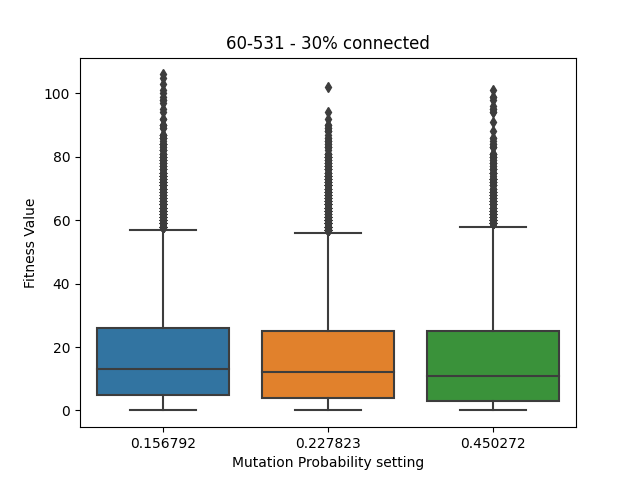 60-531 - 30% connected
100
80
60
40
20
0
Fitness Value
0.156792 0.227823 0.450272
Mutation Probability setting